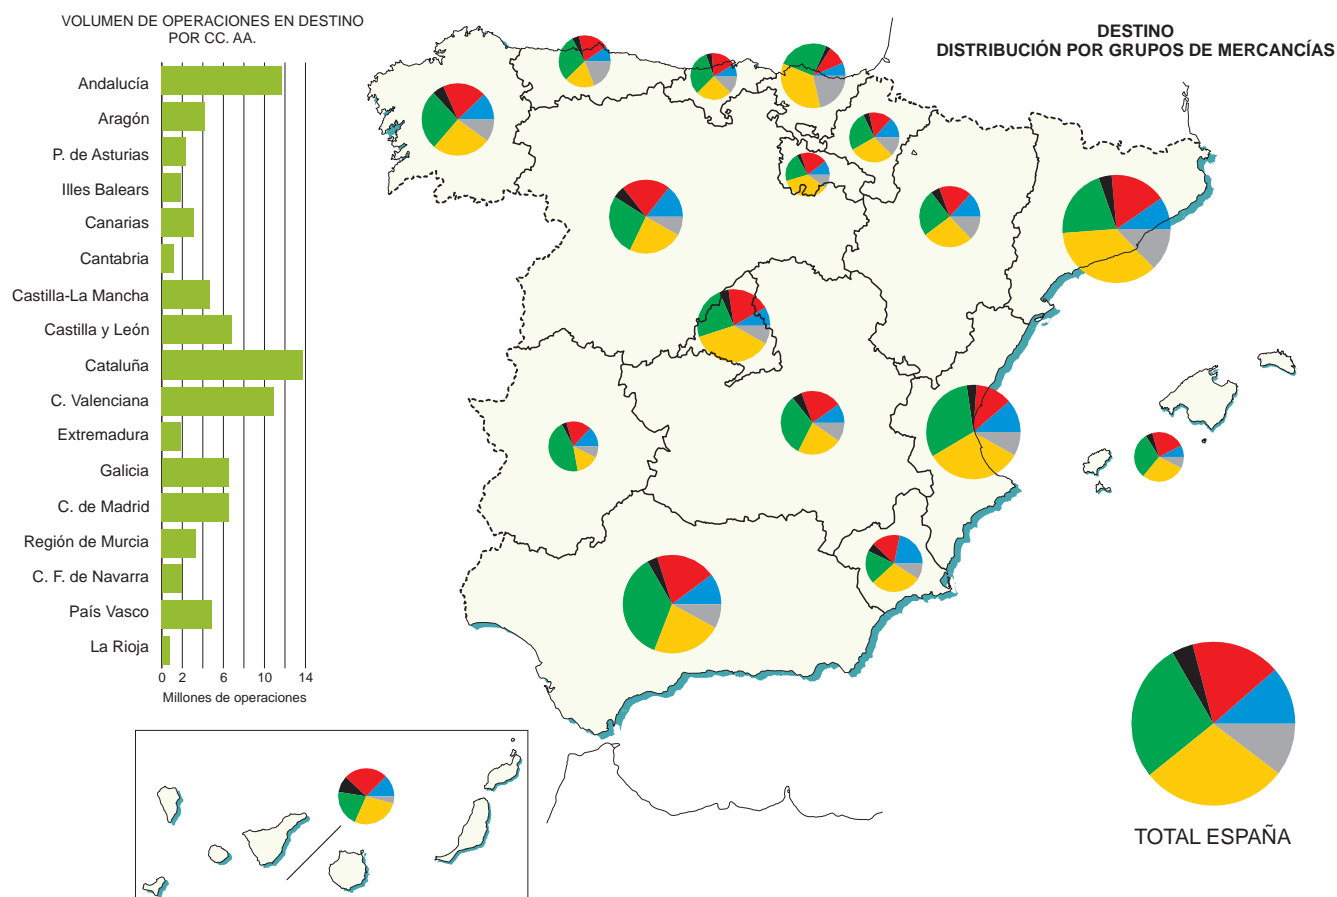 VOLUMEN DE OPERACIONES EN DESTINO
POR CC. AA.
Andalucía
Aragón
P. de Asturias
Illes Balears
Canarias
Cantabria
Castilla-La Mancha
Castilla y León
Cataluña
C. Valenciana
Extremadura
Galicia
C. de Madrid
Región de Murcia
C. F. de Navarra
País Vasco
La Rioja
0 2 6 10 14
Millones de operaciones
DESTINO
DISTRIBUCIÓN POR GRUPOS DE MERCANCÍAS
TOTAL ESPAÑA